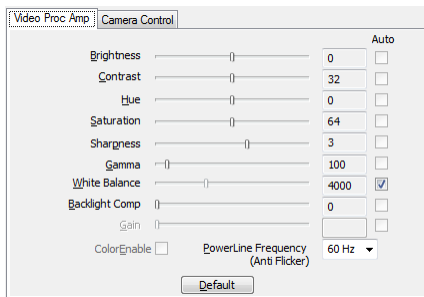 Video Proc Amp Camera Control
Auto
Brightness 0
Contrast 32
Hue 0
Saturation 64
Sharpness 3
Gamma 100
White Balance 4000
Backlight Comp 0
Gain
ColorEnable PowerLine Frequency 60 Hz
(Anti Flicker)
Default